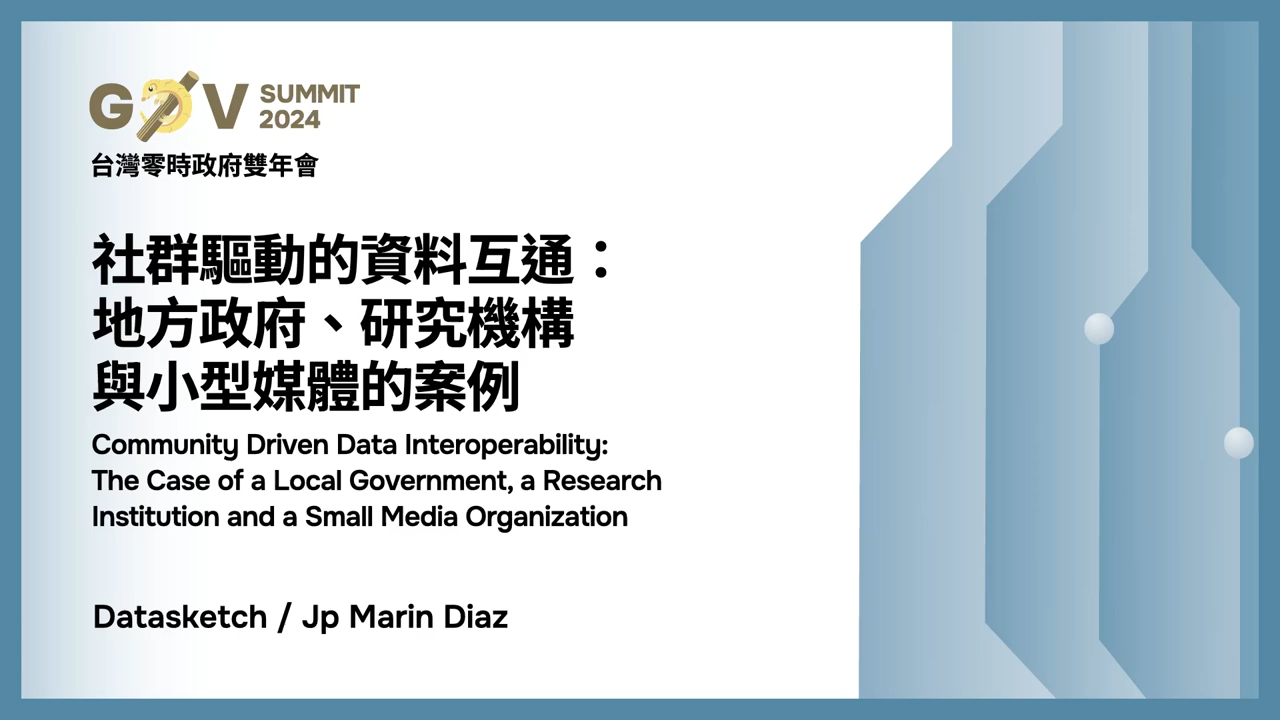 G0V SUMMIT 2024
台灣零時政府雙年會
社群驅動的資料互通：
地方政府、研究機構
與小型媒體的案例
Community Driven Data Interoperability:
The Case of a Local Government, a Research
Institution and a Small Media Organization
Datasketch / Jp Marin Diaz